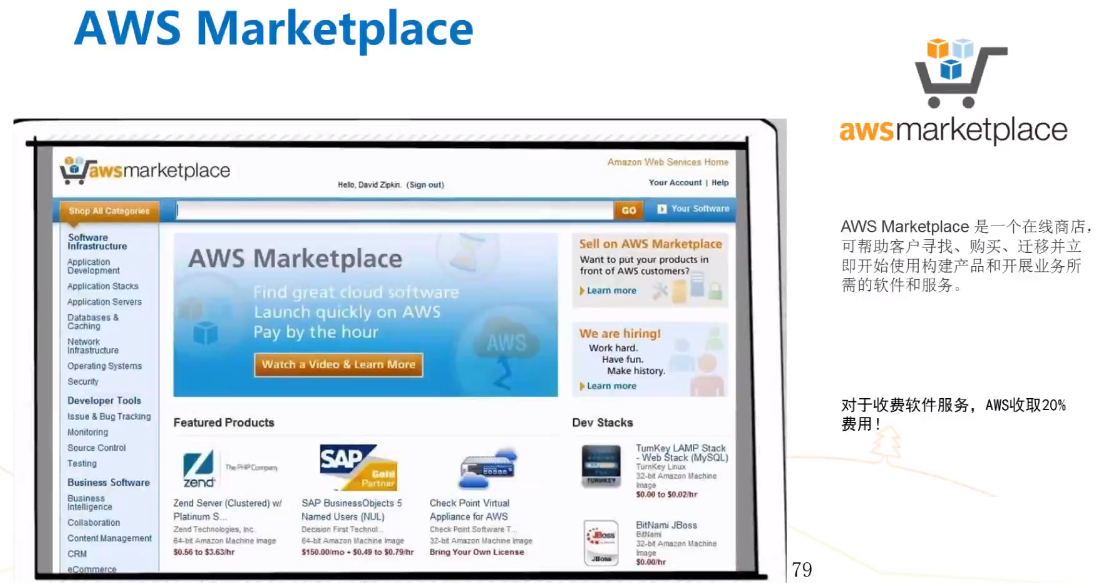 AWS Marketplace
awsmarketplace
Amazon Web Services Home
Hello, David Zipkin. (Sign out)
Your Account | Help
Shop All Categories
GO
Your Software
Software
Infrastructure
Application
Development
Application Stacks
Application Servers
Databases &
Caching
Network
Infrastructure
Operating Systems
Security
Developer Tools
Issue & Bug Tracking
Monitoring
Source Control
Testing
Business Software
Business
Intelligence
Collaboration
Content Management
CRM
eCommerce
AWS Marketplace
Find great cloud software
Launch quickly on AWS
Pay by the hour
Watch a Video & Learn More
AWS
Sell on AWS Marketplace
Want to put your products in
front of AWS customers?
Learn more
We are hiring!
Work hard.
Have fun.
Make history.
Learn more
Featured Products
zend
The PHP Company
Zend Server (Clustered) w/
Platinum S...
Zend Technologies, Inc.
64-bit Amazon Machine Image
$0.56 to $3.63/hr
SAP
Gold
Partner
SAP BusinessObjects 5
Named Users (NUL)
Decision First Technol...
64-bit Amazon Machine Image
$150.00/mo + $0.49 to $0.79/hr
Check Point Virtual
Appliance for AWS
Check Point Software T...
32-bit Amazon Machine Image
Bring Your Own License
Dev Stacks
TURNKEY
TurnKey LAMP Stack
- Web Stack (MySQL)
TurnKey Linux
32-bit Amazon Machine
Image
$0.00 to $0.02/hr
JBoss
JBoss
BitNami JBoss
BitNami
32-bit Amazon Machine
Image
$0.00/hr
awsmarketplace
AWS Marketplace 是一个在线商店，
可帮助客户寻找、购买、迁移并立
即开始使用构建产品和开展业务所
需的软件和服务。
对于收费软件服务，AWS收取20%
费用！
79